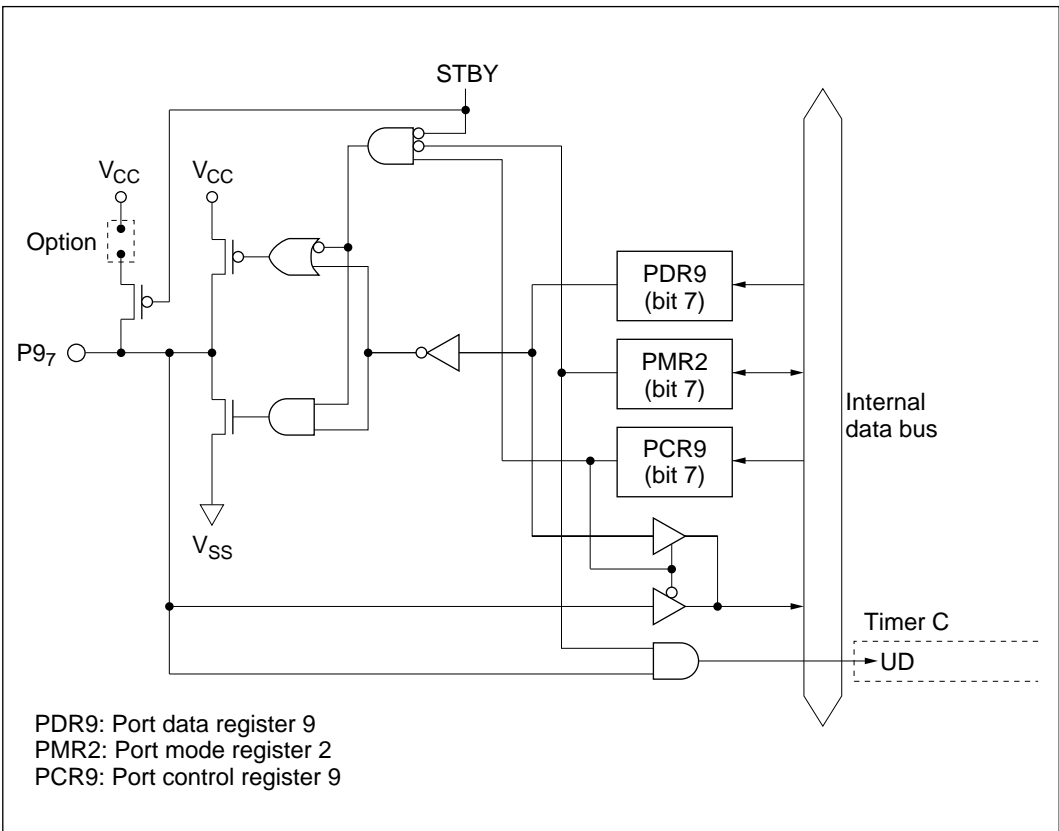 STBY
VCC
VCC
Option
PDR9
(bit 7)
P97
PMR2
(bit 7)
Internal
data bus
PCR9
(bit 7)
VSS
Timer C
UD
PDR9: Port data register 9
PMR2: Port mode register 2
PCR9: Port control register 9